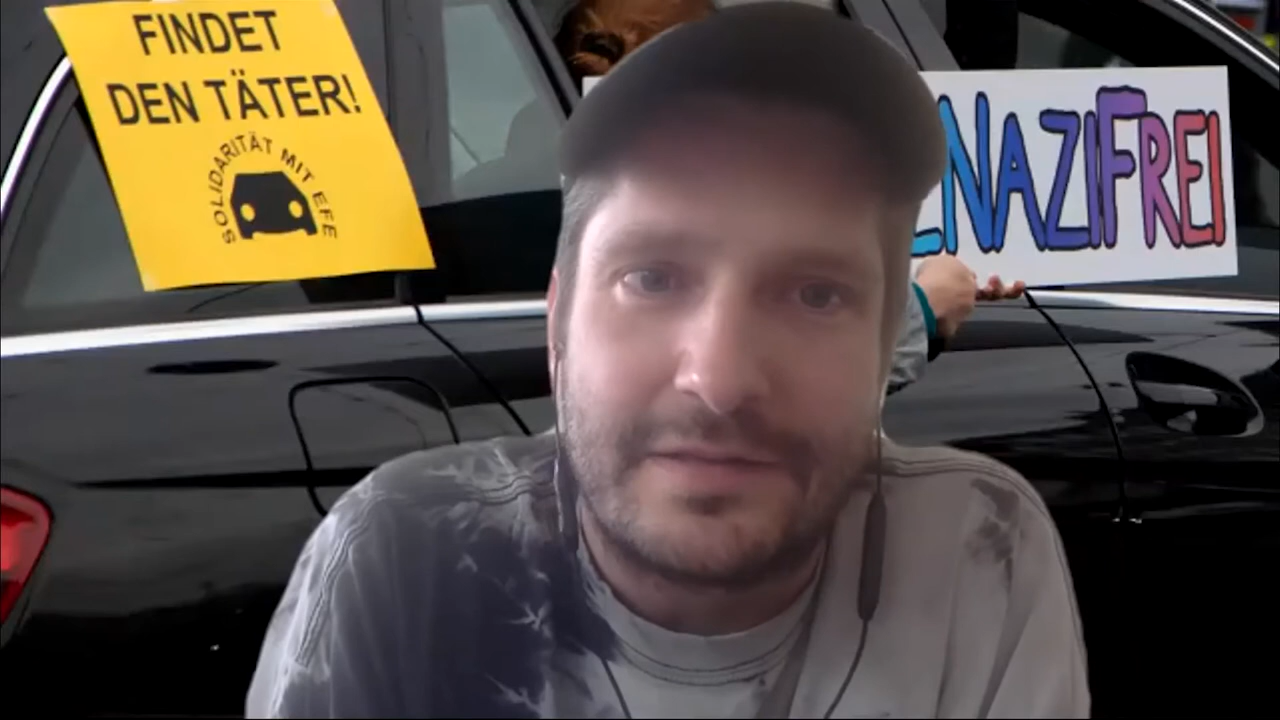 FINDET
DEN TÄTER!
SOLIDARITÄT MIT EFE
NAZIFREI